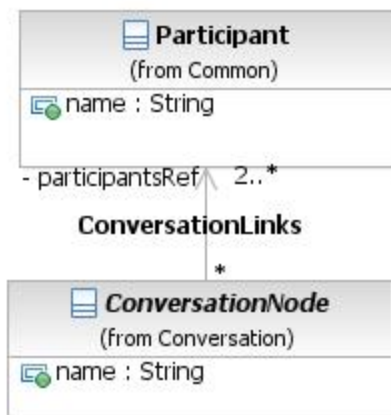 Participant
(from Common)
name : String
- participantsRef 2..*
ConversationLinks
*
ConversationNode
(from Conversation)
name : String